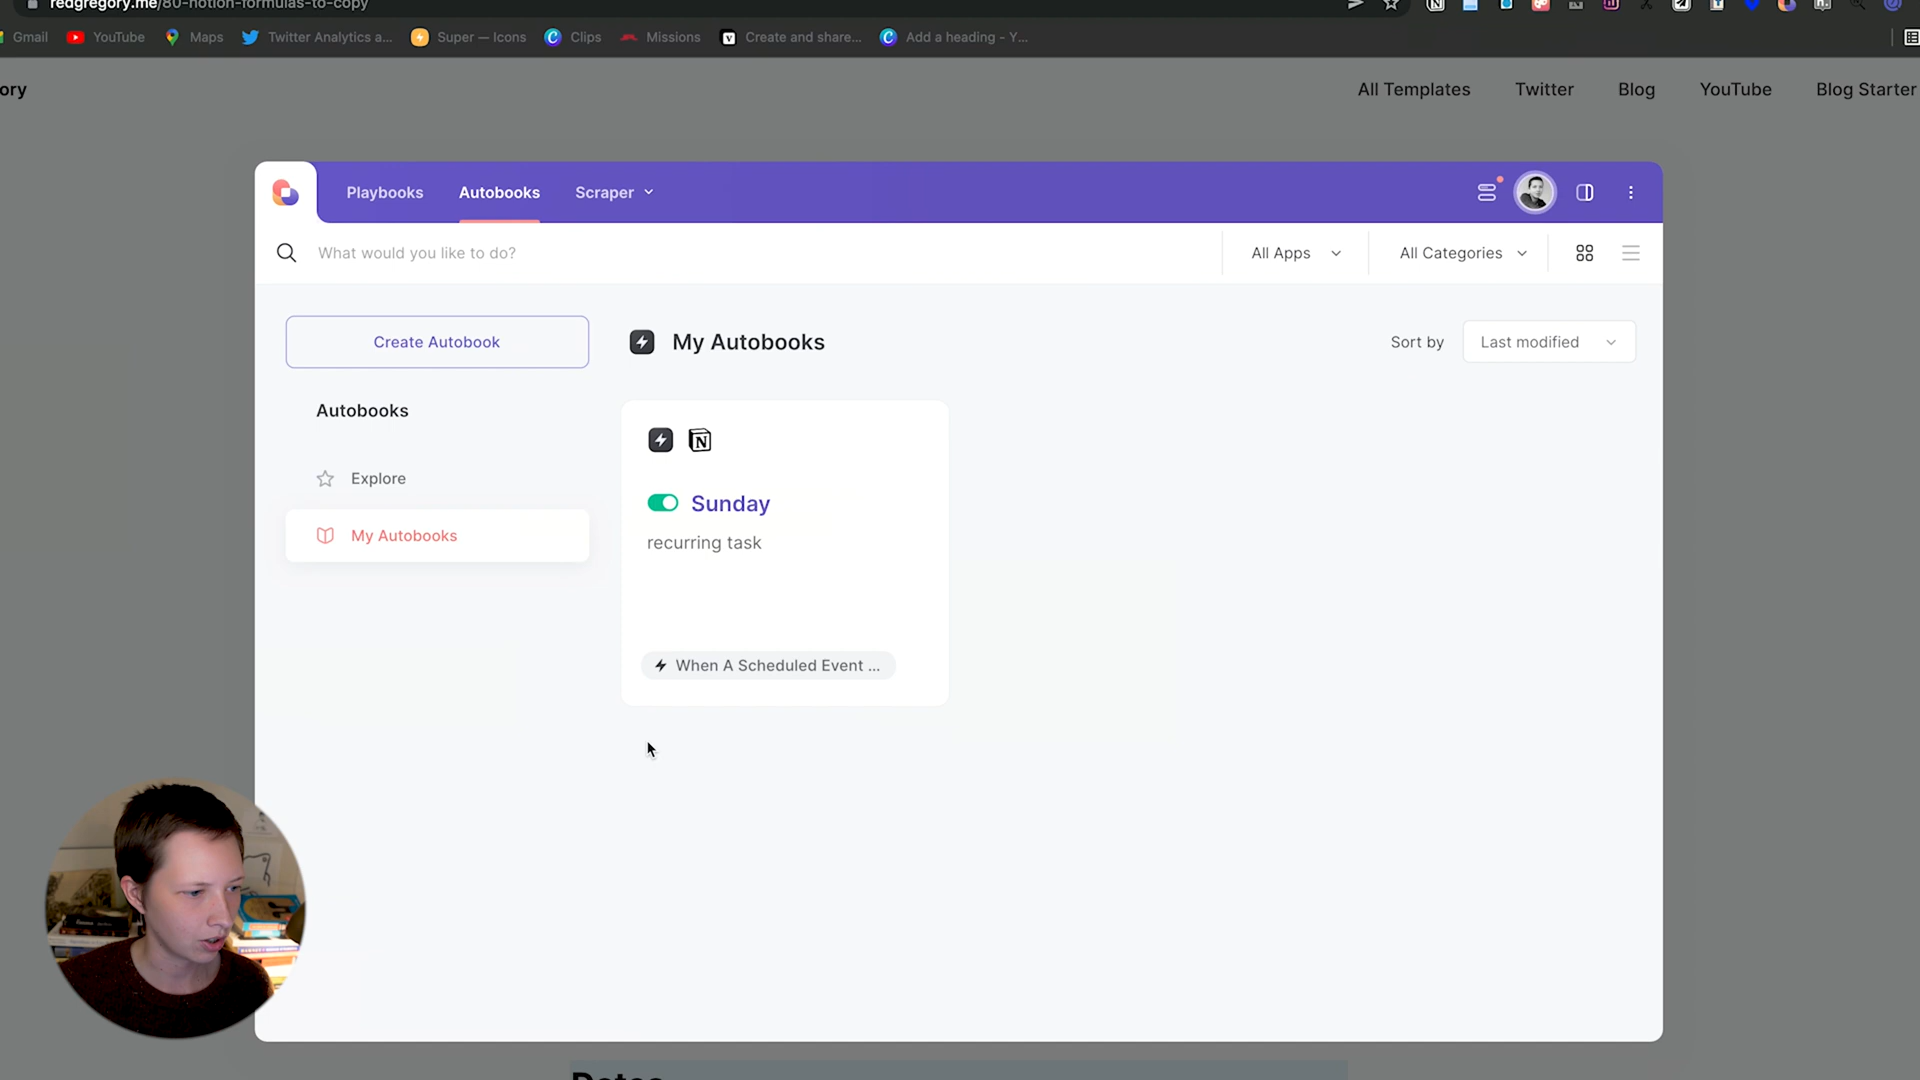 redgregory.me/80-notion-formulas-to-copy
Gmail YouTube Maps Twitter Analytics a... Super — Icons Clips Missions Create and share... Add a heading - Y...
ory All Templates Twitter Blog YouTube Blog Starter
Playbooks Autobooks Scraper
What would you like to do? All Apps All Categories
Create Autobook
My Autobooks
Sort by Last modified
Autobooks
Explore
My Autobooks
Sunday
recurring task
When A Scheduled Event ...
Dates